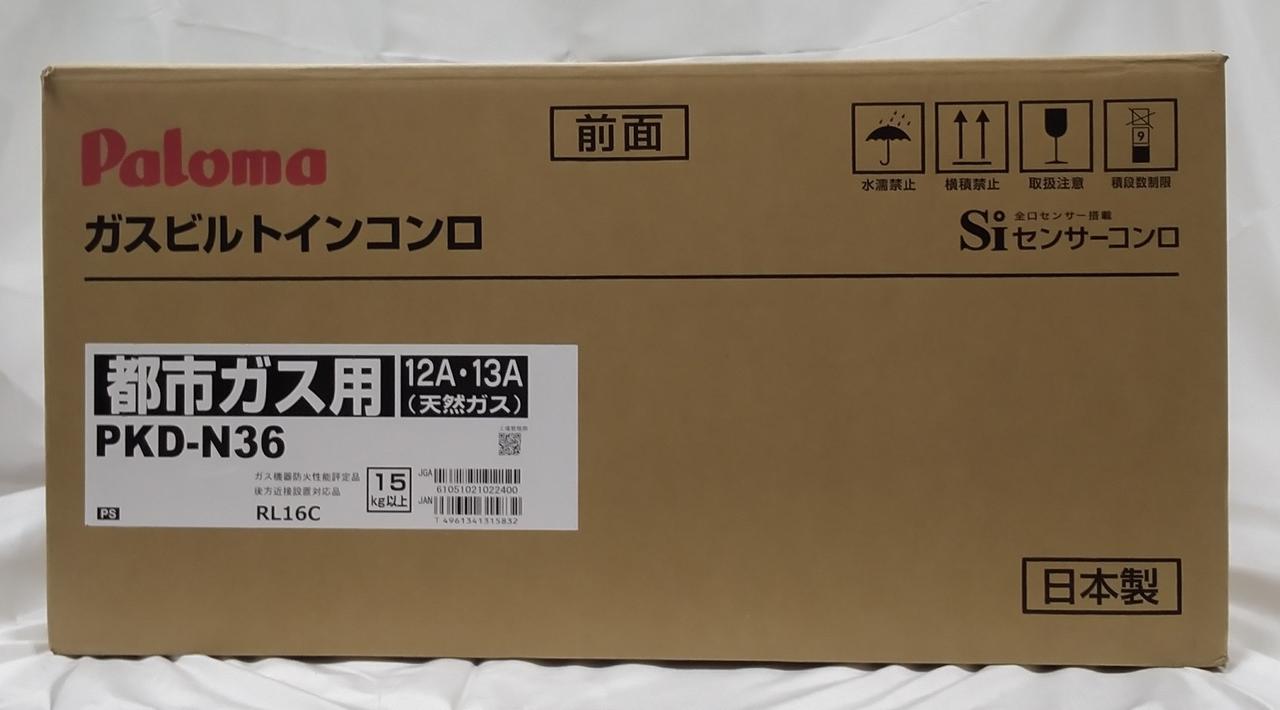 Paloma
ガスビルトインコンロ
前面
9
水濡禁止
横積禁止
取扱注意
積段数制限
全口センサー搭載
Siセンサーコンロ
都市ガス用
12A・13A
(天然ガス)
PKD-N36
ガス機器防火性能評定品
後方近接設置対応品
RL16C
15
kg以上
JGA
61051021022400
JAN
T 4961341315832
PS
日本製